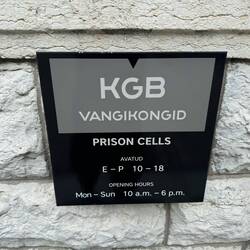 KGB
VANGIKONGID
PRISON CELLS
AVATUD
E – P 10 – 18
OPENING HOURS
Mon – Sun 10 a.m. – 6 p.m.